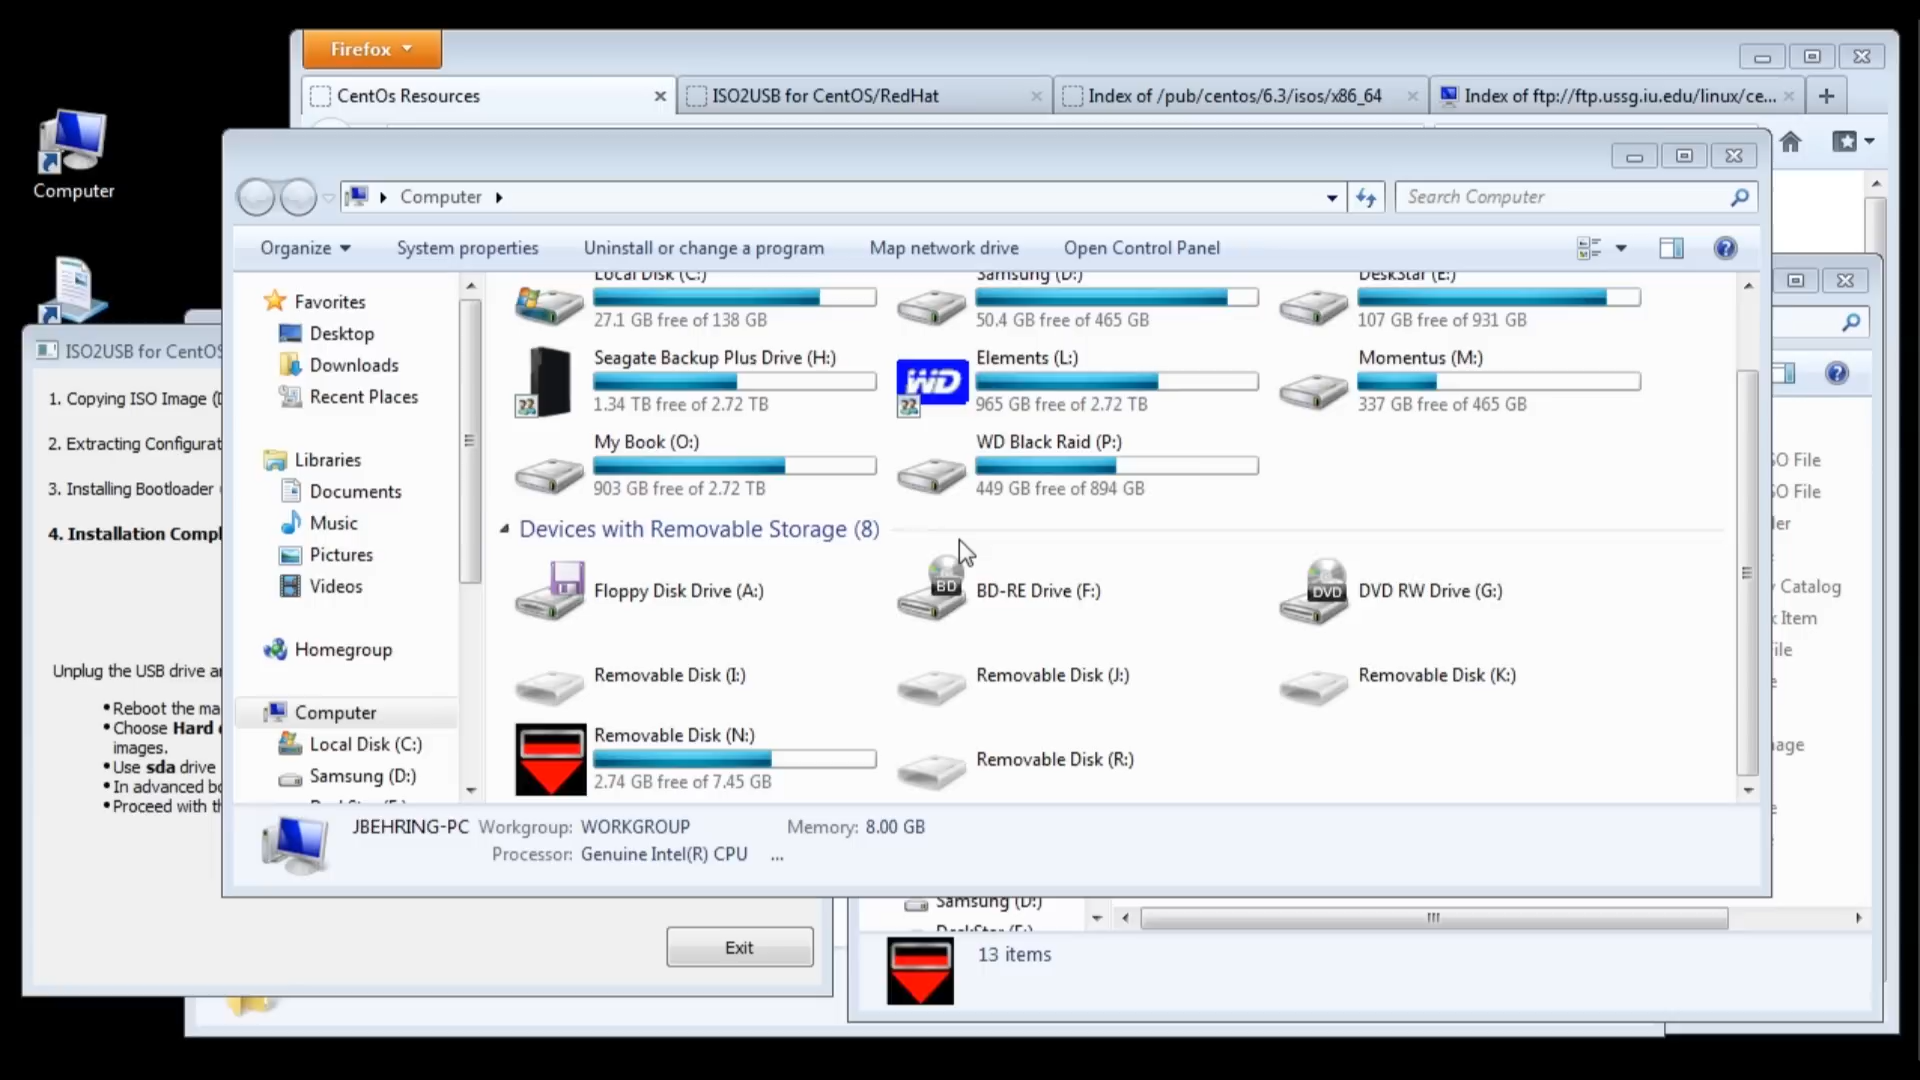 Firefox
CentOs Resources
ISO2USB for CentOS/RedHat
Index of /pub/centos/6.3/isos/x86_64
Index of ftp://ftp.ussg.iu.edu/linux/ce...
Computer
Computer
Search Computer
Organize
System properties
Uninstall or change a program
Map network drive
Open Control Panel
Favorites
Desktop
Downloads
Recent Places
Libraries
Documents
Music
Pictures
Videos
Homegroup
Computer
Local Disk (C:)
Samsung (D:)
Local Disk (C:)
27.1 GB free of 138 GB
Samsung (D:)
50.4 GB free of 465 GB
DeskStar (E:)
107 GB free of 931 GB
Seagate Backup Plus Drive (H:)
1.34 TB free of 2.72 TB
WD
Elements (L:)
965 GB free of 2.72 TB
Momentus (M:)
337 GB free of 465 GB
My Book (O:)
903 GB free of 2.72 TB
WD Black Raid (P:)
449 GB free of 894 GB
Devices with Removable Storage (8)
Floppy Disk Drive (A:)
BD
BD-RE Drive (F:)
DVD
DVD RW Drive (G:)
Removable Disk (I:)
Removable Disk (J:)
Removable Disk (K:)
Removable Disk (N:)
2.74 GB free of 7.45 GB
Removable Disk (R:)
JBEHRING-PC Workgroup: WORKGROUP Memory: 8.00 GB
Processor: Genuine Intel(R) CPU ...
ISO2USB for CentOS
1. Copying ISO Image
2. Extracting
3. Installing Bootloader
4. Installation
Unplug the USB drive
• Reboot the
• Choose Hard
images.
• Use sda drive
• In advanced
• Proceed with
Exit
File
File
Catalog
Item
Samsung (D:)
DeskStar (E:)
13 items